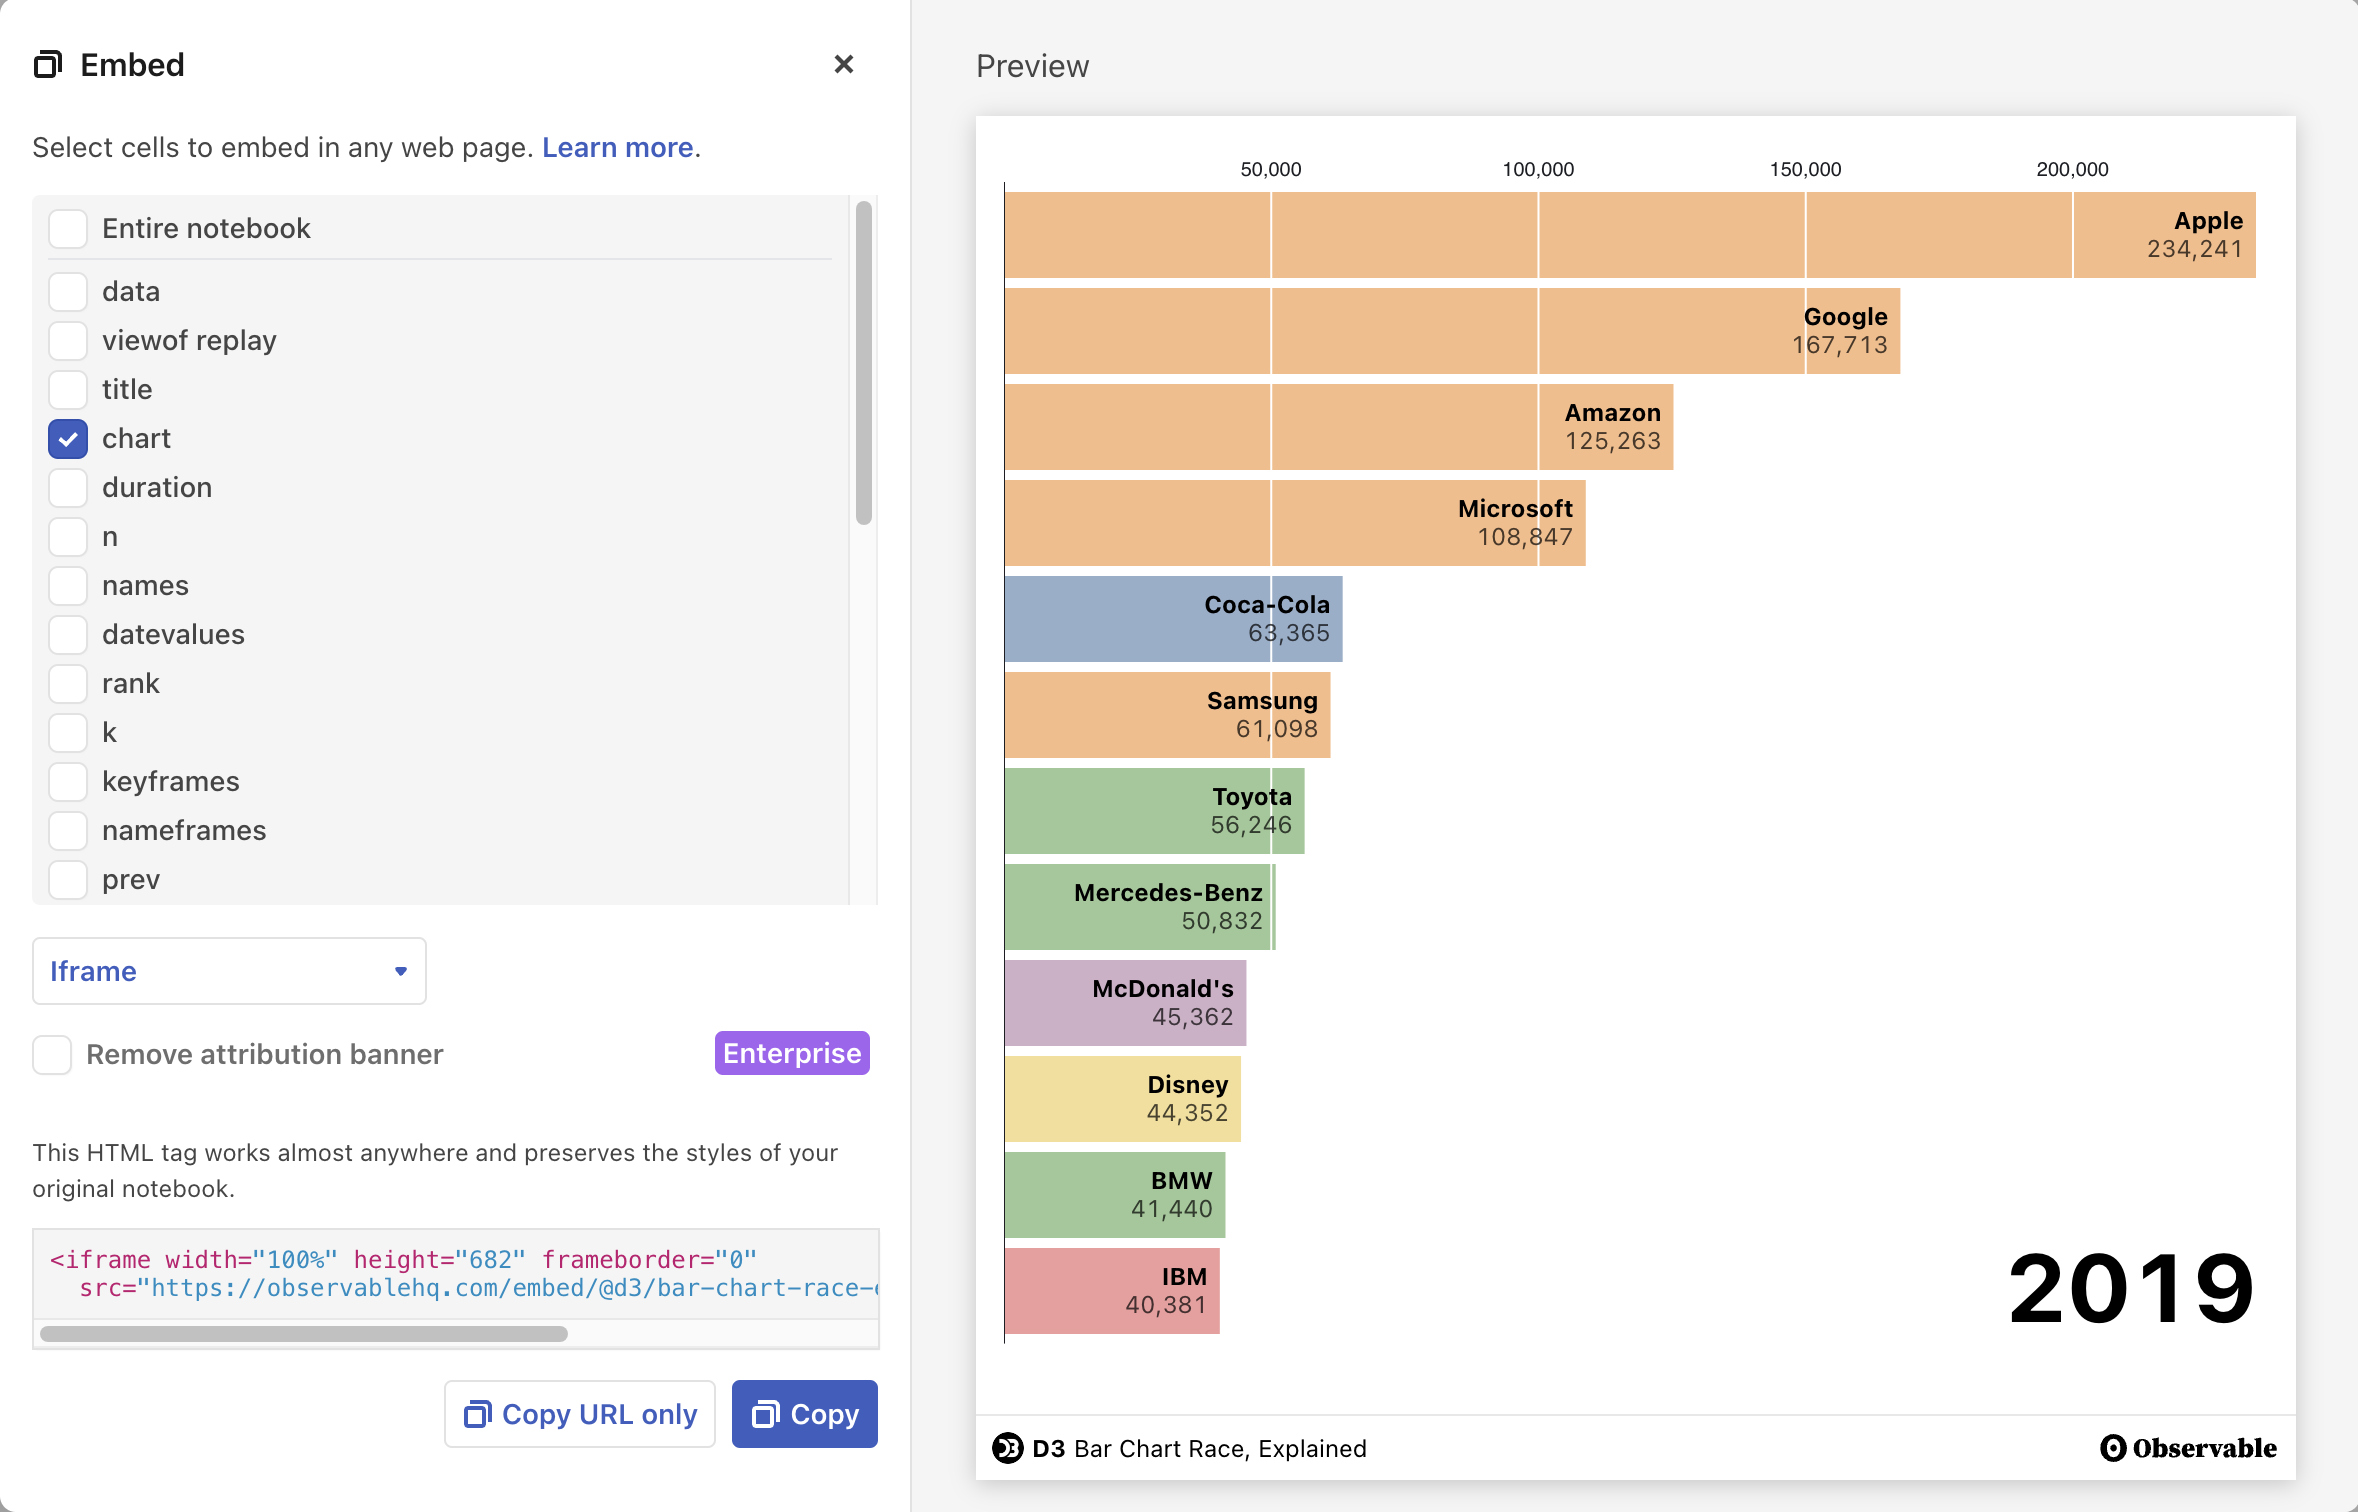 Embed
Select cells to embed in any web page. Learn more.
Entire notebook
data
viewof replay
title
chart
duration
n
names
datevalues
rank
k
keyframes
nameframes
prev
Iframe
Remove attribution banner
Enterprise
This HTML tag works almost anywhere and preserves the styles of your
original notebook.
<iframe width="100%" height="682" frameborder="0"
src="https://observablehq.com/embed/@d3/bar-chart-race-
Copy URL only
Copy
Preview
50,000 100,000 150,000 200,000
Apple
234,241
Google
167,713
Amazon
125,263
Microsoft
108,847
Coca-Cola
63,365
Samsung
61,098
Toyota
56,246
Mercedes-Benz
50,832
McDonald's
45,362
Disney
44,352
BMW
41,440
IBM
40,381
2019
D3 Bar Chart Race, Explained
Observable